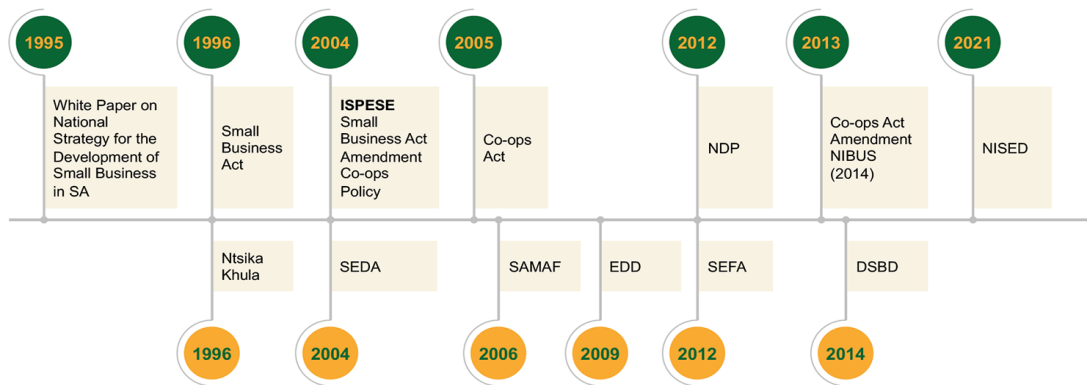 1995
1996
2004
2005
2012
2013
2021
White Paper on
National
Strategy for the
Development of
Small Business
in SA
Small
Business
Act
ISPESE
Small
Business Act
Amendment
Co-ops
Policy
Co-ops
Act
NDP
Co-ops Act
Amendment
NIBUS
(2014)
NISED
Ntsika
Khula
SEDA
SAMAF
EDD
SEFA
DSBD
1996
2004
2006
2009
2012
2014